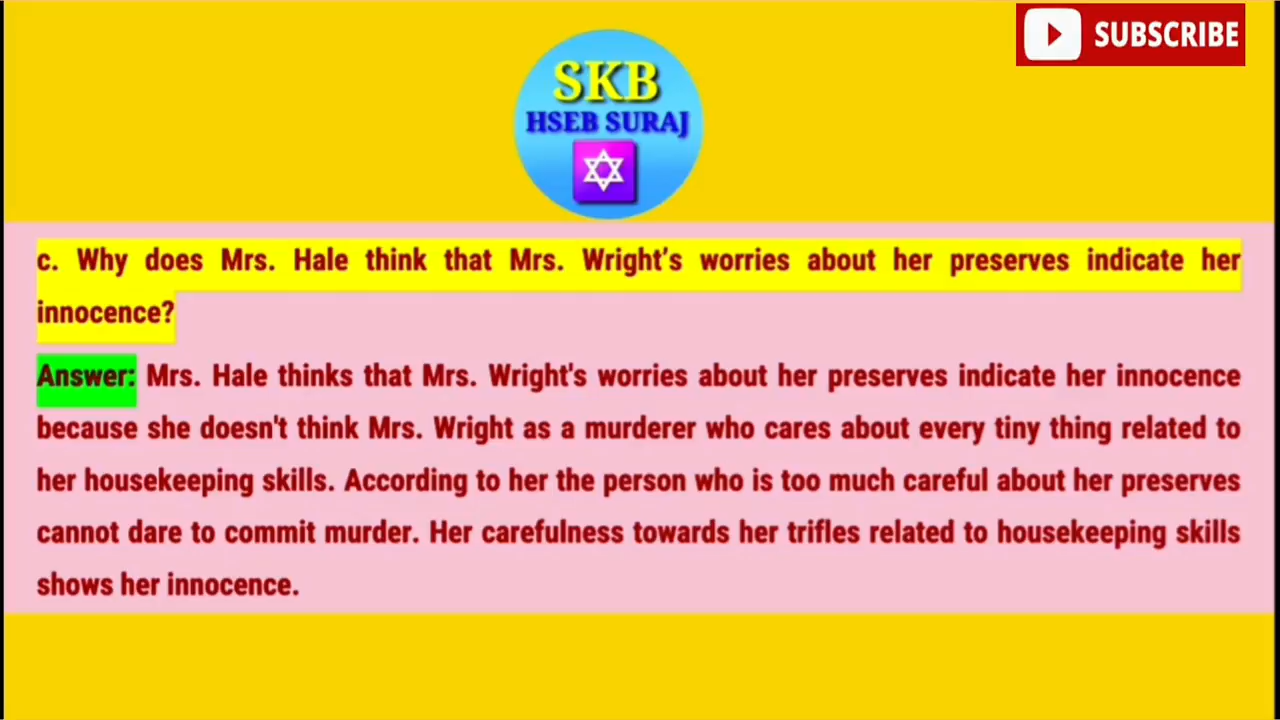 SUBSCRIBE
SKB
HSEB SURAJ
c. Why does Mrs. Hale think that Mrs. Wright’s worries about her preserves indicate her
innocence?
Answer: Mrs. Hale thinks that Mrs. Wright's worries about her preserves indicate her innocence
because she doesn't think Mrs. Wright as a murderer who cares about every tiny thing related to
her housekeeping skills. According to her the person who is too much careful about her preserves
cannot dare to commit murder. Her carefulness towards her trifles related to housekeeping skills
shows her innocence.